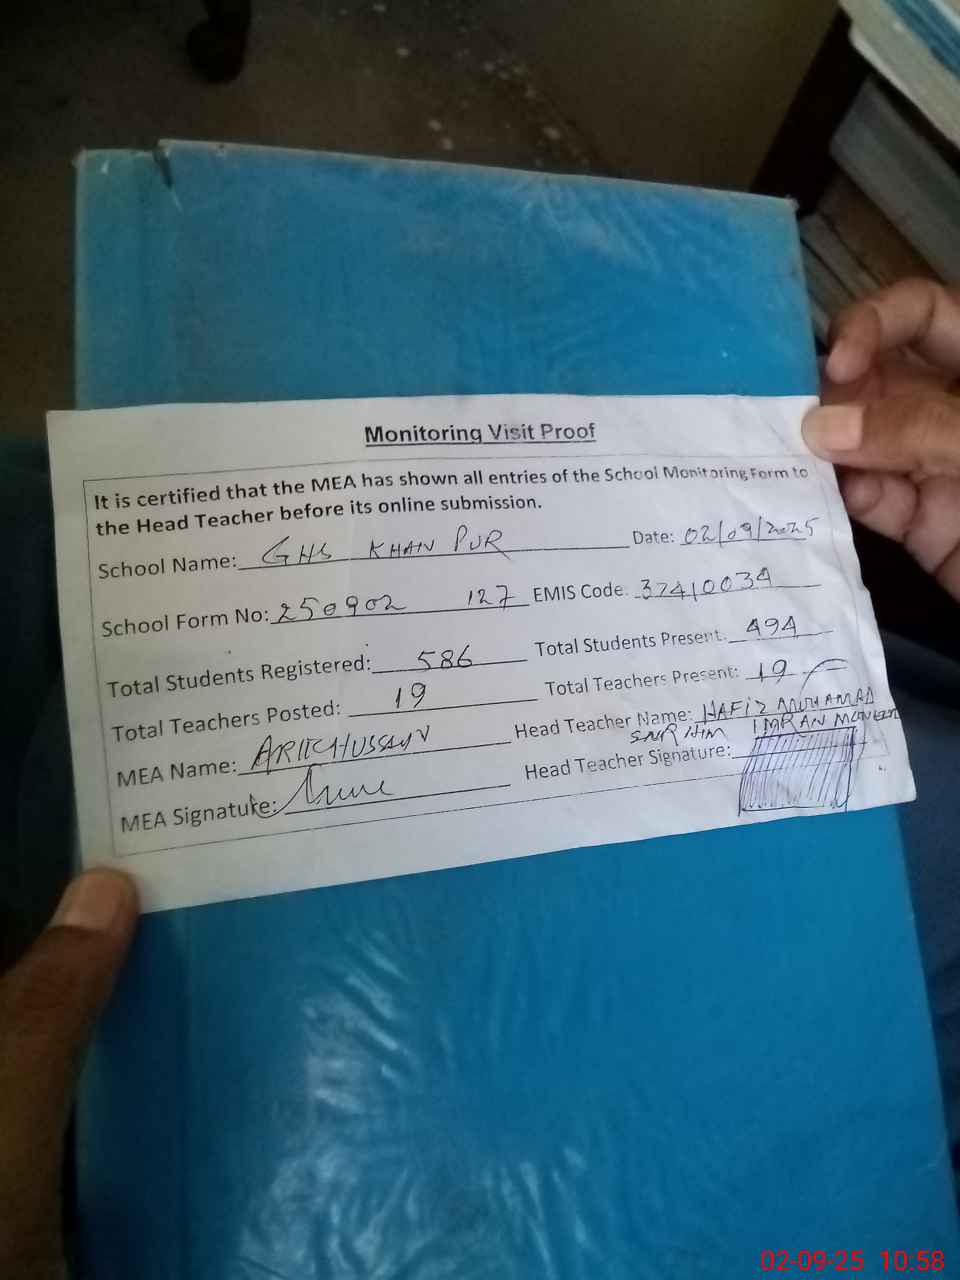 Monitoring Visit Proof
It is certified that the MEA has shown all entries of the School Monitoring Form to
the Head Teacher before its online submission.
School Name: GHS KHAN PUR Date: 02/09/2025
School Form No: 250902 127 EMIS Code: 37410034
Total Students Registered: 586 Total Students Present: 494
Total Teachers Posted: 19 Total Teachers Present: 19
MEA Name: HUSSAIN Head Teacher Name: HAFIZ MUHAMAD
IMRAN
MEA Signature: Head Teacher Signature:
02-09-25 10:58